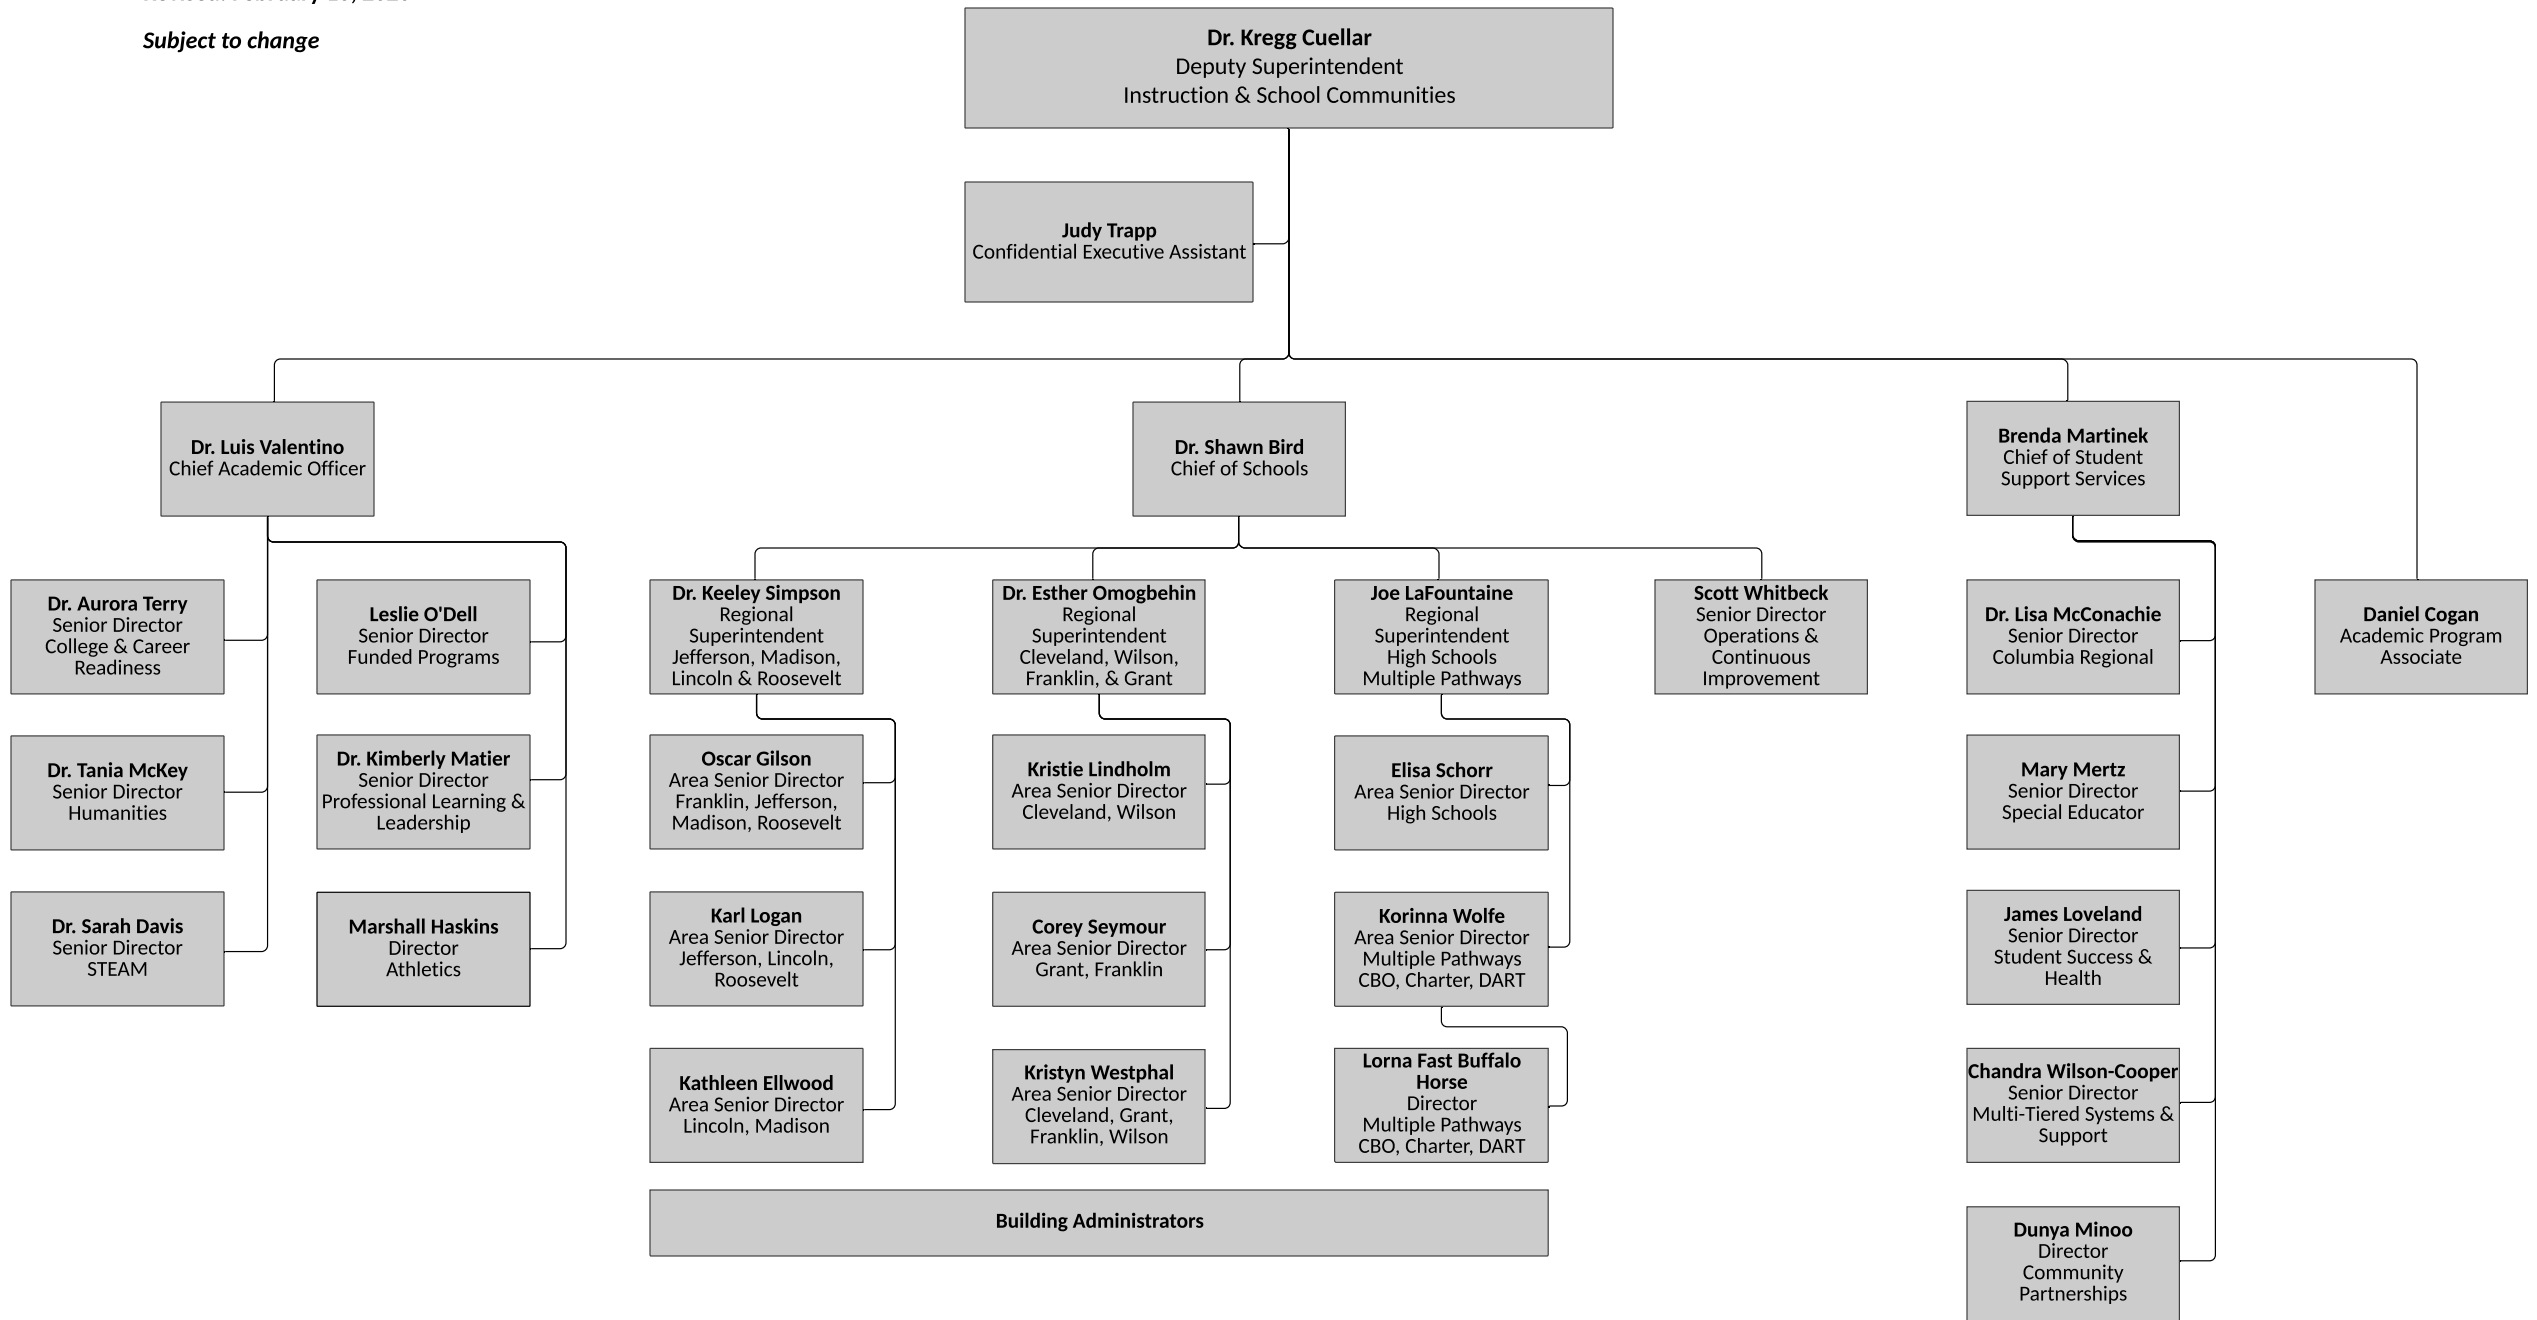 Subject to change
Dr. Kregg Cuellar
Deputy Superintendent
Instruction & School Communities
Judy Trapp
Confidential Executive Assistant
Dr. Luis Valentino
Chief Academic Officer
Dr. Shawn Bird
Chief of Schools
Brenda Martinek
Chief of Student
Support Services
Dr. Aurora Terry
Senior Director
College & Career
Readiness
Leslie O'Dell
Senior Director
Funded Programs
Dr. Keeley Simpson
Regional
Superintendent
Jefferson, Madison,
Lincoln & Roosevelt
Dr. Esther Omogbehin
Regional
Superintendent
Cleveland, Wilson,
Franklin, & Grant
Joe LaFountaine
Regional
Superintendent
High Schools
Multiple Pathways
Scott Whitbeck
Senior Director
Operations &
Continuous
Improvement
Dr. Lisa McConachie
Senior Director
Columbia Regional
Daniel Cogan
Academic Program
Associate
Dr. Tania McKey
Senior Director
Humanities
Dr. Kimberly Matier
Senior Director
Professional Learning &
Leadership
Oscar Gilson
Area Senior Director
Franklin, Jefferson,
Madison, Roosevelt
Kristie Lindholm
Area Senior Director
Cleveland, Wilson
Elisa Schorr
Area Senior Director
High Schools
Mary Mertz
Senior Director
Special Educator
Dr. Sarah Davis
Senior Director
STEAM
Marshall Haskins
Director
Athletics
Karl Logan
Area Senior Director
Jefferson, Lincoln,
Roosevelt
Corey Seymour
Area Senior Director
Grant, Franklin
Korinna Wolfe
Area Senior Director
Multiple Pathways
CBO, Charter, DART
James Loveland
Senior Director
Student Success &
Health
Kathleen Ellwood
Area Senior Director
Lincoln, Madison
Kristyn Westphal
Area Senior Director
Cleveland, Grant,
Franklin, Wilson
Lorna Fast Buffalo
Horse
Director
Multiple Pathways
CBO, Charter, DART
Chandra Wilson-Cooper
Senior Director
Multi-Tiered Systems &
Support
Building Administrators
Dunya Minoo
Director
Community
Partnerships